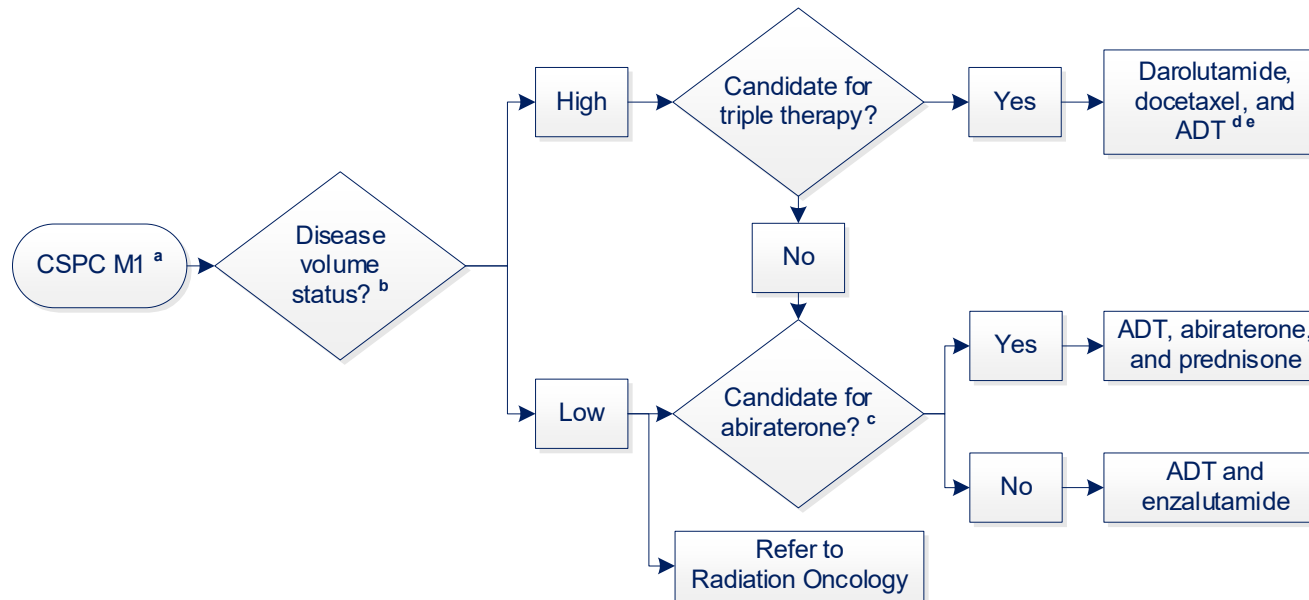 CSPC M1 a
Disease
volume
status? b
High
Candidate for
triple therapy?
Yes
Darolutamide,
docetaxel, and
ADT d e
No
Low
Candidate for
abiraterone? c
Yes
ADT, abiraterone,
and prednisone
No
ADT and
enzalutamide
Refer to
Radiation Oncology